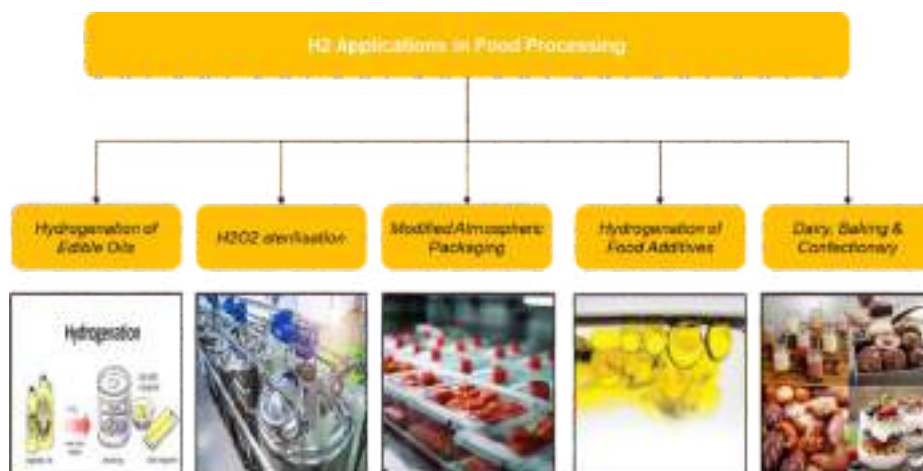 H2 Applications in Food Processing
Hydrogenation of
Edible Oils
H2O2 sterilisation
Modified Atmospheric
Packaging
Hydrogenation of
Food Additives
Dairy, Baking &
Confectionary
Hydrogenation